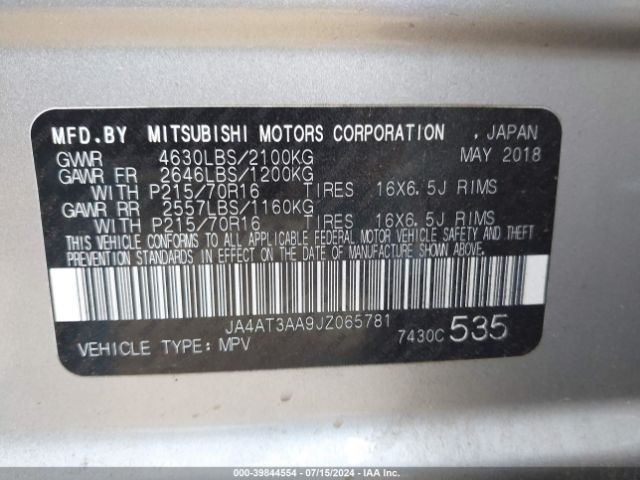 MFD.BY MITSUBISHI MOTORS CORPORATION , JAPAN
GVWR 4630LBS/2100KG MAY 2018
GAWR FR 2646LBS/1200KG
WITH P215/70R16 TIRES 16X6.5J RIMS
GAWR RR 2557LBS/1160KG
WITH P215/70R16 TIRES 16X6.5J RIMS
THIS VEHICLE CONFORMS TO ALL APPLICABLE FEDERAL MOTOR VEHICLE SAFETY AND THEFT
PREVENTION STANDARDS IN EFFECT ON THE DATE OF MANUFACTURE SHOWN ABOVE.
JA4AT3AA9JZ065781
VEHICLE TYPE: MPV 7430C 535
000-39844554 / 07/15/2024 / IAAI.COM